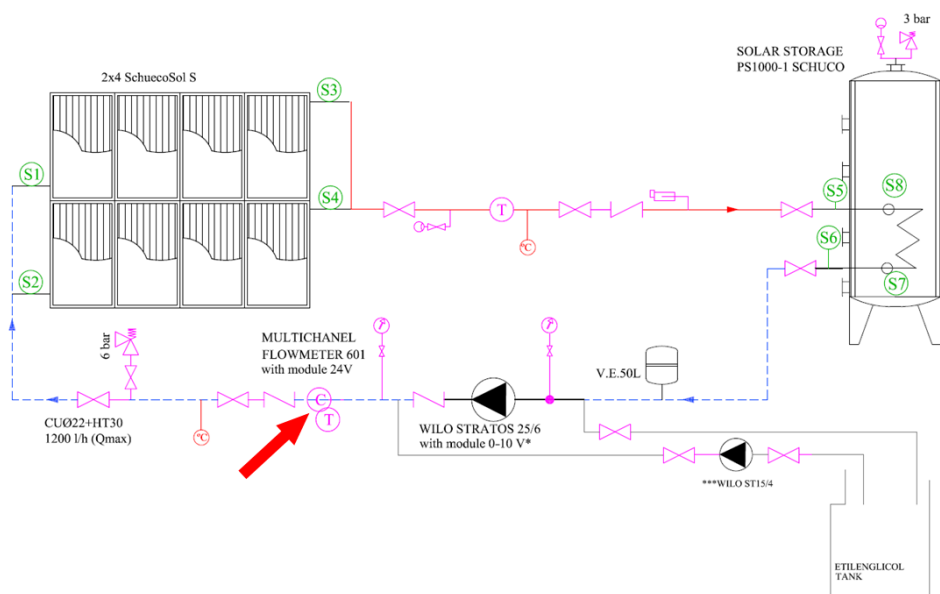 3 bar
SOLAR STORAGE
PS1000-1 SCHUCO
2x4 SchuecoSol S
S3
S1
S4
S8
S5
T
S6
ºC
S7
S2
6 bar
MULTICHANEL
FLOWMETER 601
with module 24V
V.E.50L
C
T
CUØ22+HT30
1200 l/h (Qmax)
ºC
WILO STRATOS 25/6
with module 0-10 V*
***WILO ST15/4
ETILENGLICOL
TANK